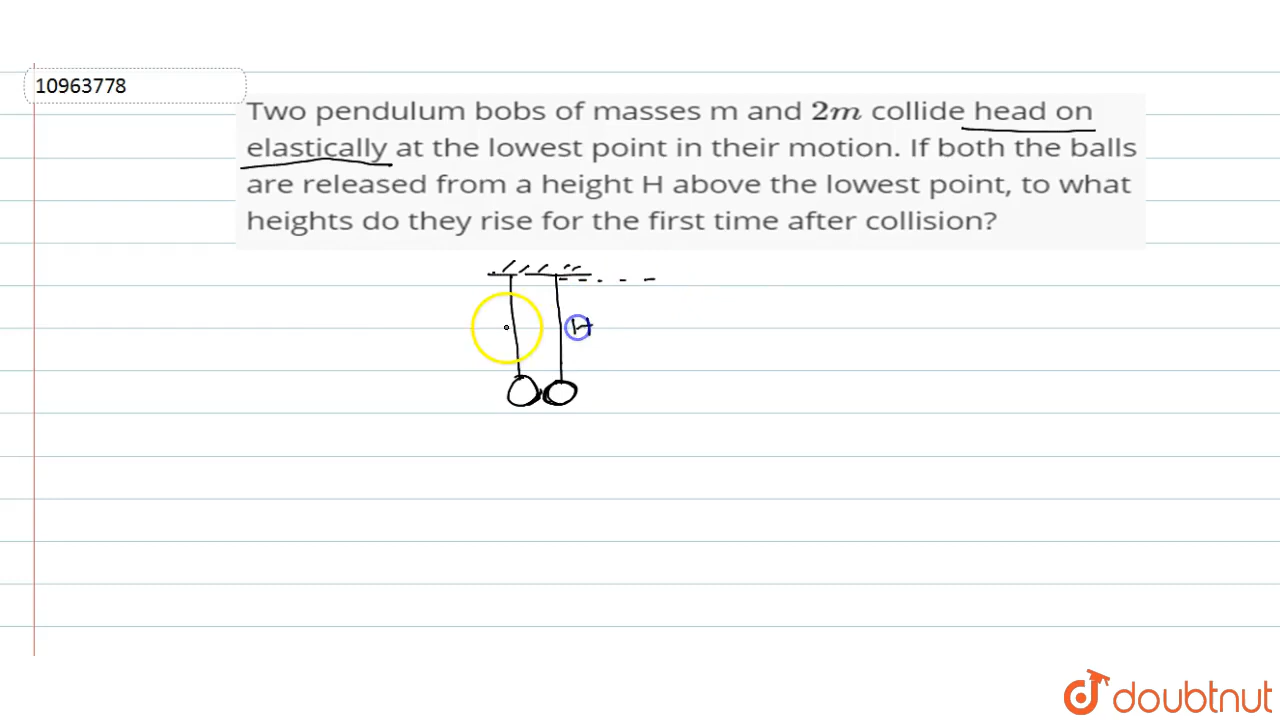 10963778
Two pendulum bobs of masses m and 2m collide head on
elastically at the lowest point in their motion. If both the balls
are released from a height H above the lowest point, to what
heights do they rise for the first time after collision?
H
doubtnut